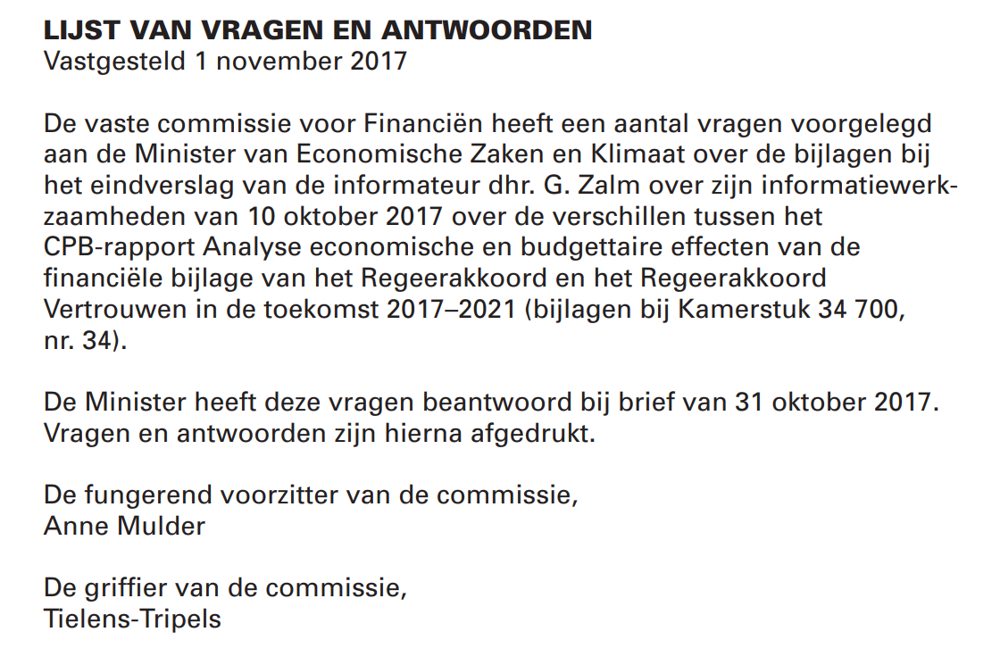 LIJST VAN VRAGEN EN ANTWOORDEN
Vastgesteld 1 november 2017
De vaste commissie voor Financiën heeft een aantal vragen voorgelegd
aan de Minister van Economische Zaken en Klimaat over de bijlagen bij
het eindverslag van de informateur dhr. G. Zalm over zijn informatiewerk-
zaamheden van 10 oktober 2017 over de verschillen tussen het
CPB-rapport Analyse economische en budgettaire effecten van de
financiële bijlage van het Regeerakkoord en het Regeerakkoord
Vertrouwen in de toekomst 2017–2021 (bijlagen bij Kamerstuk 34 700,
nr. 34).
De Minister heeft deze vragen beantwoord bij brief van 31 oktober 2017.
Vragen en antwoorden zijn hierna afgedrukt.
De fungerend voorzitter van de commissie,
Anne Mulder
De griffier van de commissie,
Tielens-Tripels